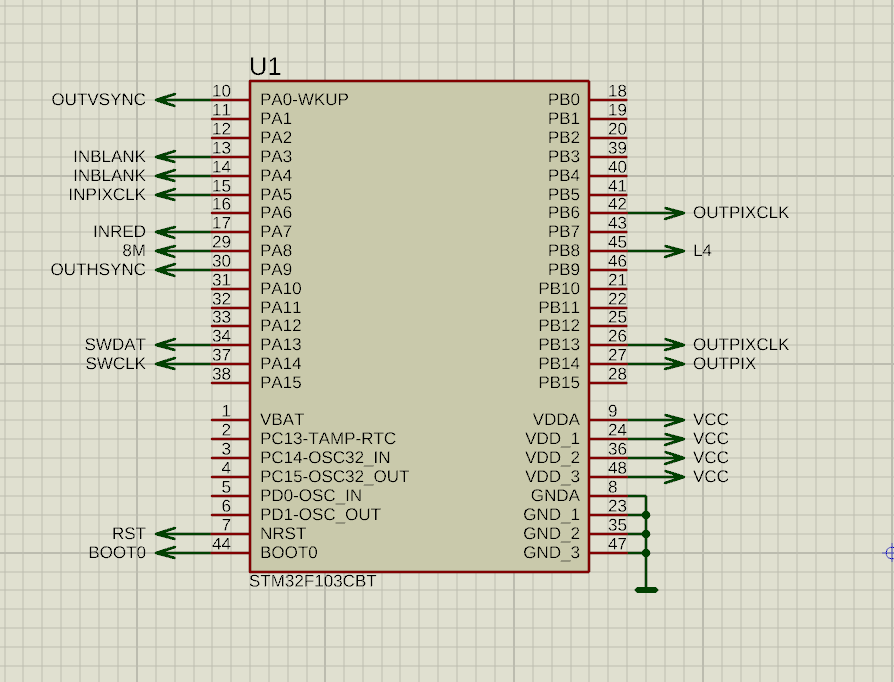 U1
OUTVSYNC 10 PA0-WKUP PB0 18
11 PA1 PB1 19
12 PA2 PB2 20
INBLANK 13 PA3 PB3 39
INBLANK 14 PA4 PB4 40
INPIXCLK 15 PA5 PB5 41
16 PA6 PB6 42 OUTPIXCLK
INRED 17 PA7 PB7 43
8M 29 PA8 PB8 45 L4
OUTHSYNC 30 PA9 PB9 46
31 PA10 PB10 21
32 PA11 PB11 22
33 PA12 PB12 25
SWDAT 34 PA13 PB13 26 OUTPIXCLK
SWCLK 37 PA14 PB14 27 OUTPIX
38 PA15 PB15 28
1 VBAT VDDA 9 VCC
2 PC13-TAMP-RTC VDD_1 24 VCC
3 PC14-OSC32_IN VDD_2 36 VCC
4 PC15-OSC32_OUT VDD_3 48 VCC
5 PD0-OSC_IN GNDA 8
6 PD1-OSC_OUT GND_1 23
RST 7 NRST GND_2 35
BOOT0 44 BOOT0 GND_3 47
STM32F103CBT